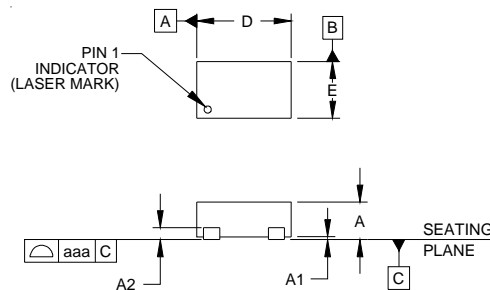 A
D
B
PIN 1
INDICATOR
(LASER MARK)
E
A
SEATING
PLANE
aaa C
A2
A1
C